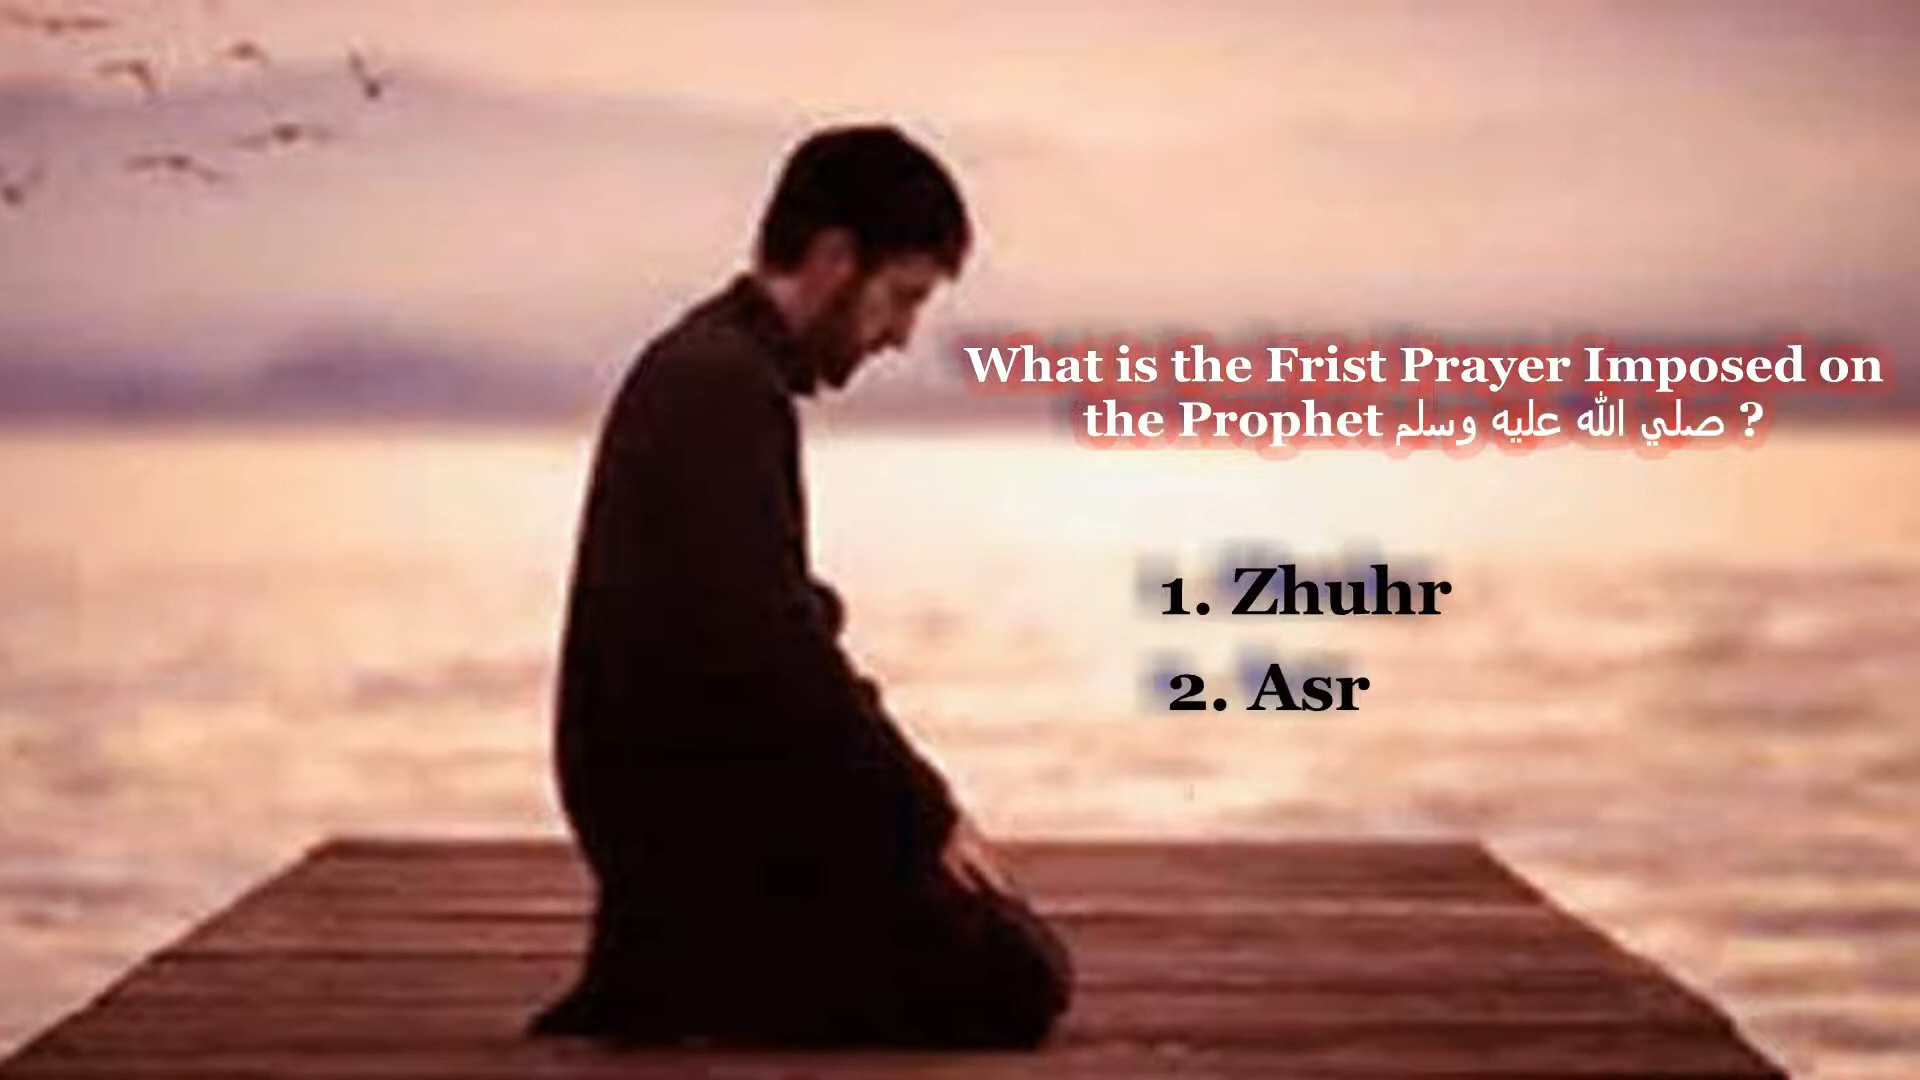 What is the Frist Prayer Imposed on
the Prophet صلي الله عليه وسلم ?
1. Zhuhr
2. Asr